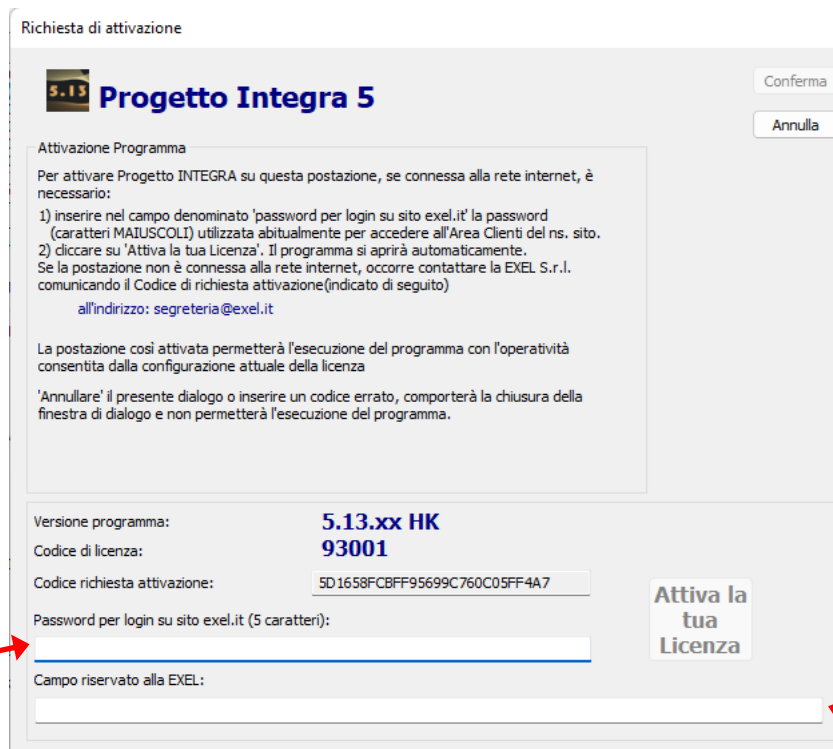 Richiesta di attivazione
5.13 Progetto Integra 5
Conferma
Annulla
Attivazione Programma
Per attivare Progetto INTEGRA su questa postazione, se connessa alla rete internet, è
necessario:
1) inserire nel campo denominato 'password per login su sito exel.it' la password
(caratteri MAIUSCOLI) utilizzata abitualmente per accedere all'Area Clienti del ns. sito.
2) cliccare su 'Attiva la tua Licenza'. Il programma si aprirà automaticamente.
Se la postazione non è connessa alla rete internet, occorre contattare la EXEL S.r.l.
comunicando il Codice di richiesta attivazione(indicato di seguito)
all'indirizzo: segreteria@exel.it
La postazione così attivata permetterà l'esecuzione del programma con l'operatività
consentita dalla configurazione attuale della licenza
'Annullare' il presente dialogo o inserire un codice errato, comporterà la chiusura della
finestra di dialogo e non permetterà l'esecuzione del programma.
Versione programma: 5.13.xx HK
Codice di licenza: 93001
Codice richiesta attivazione: 5D1658FCBFF95699C760C05FF4A7
Password per login su sito exel.it (5 caratteri):
Attiva la
tua
Licenza
Campo riservato alla EXEL: